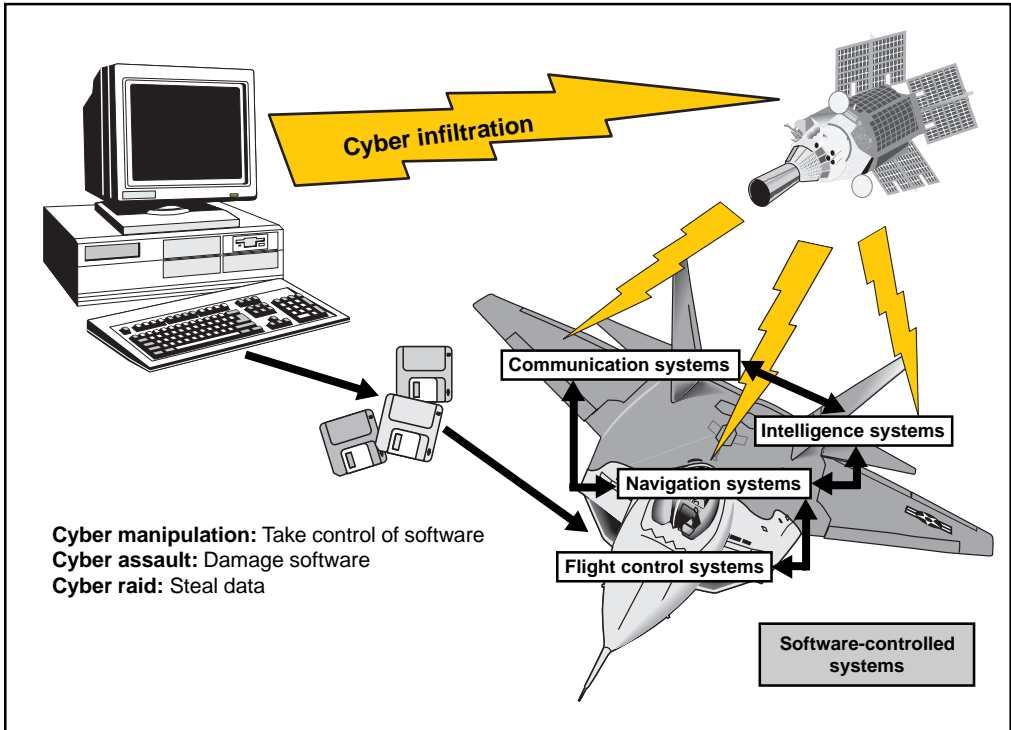 Cyber infiltration
Communication systems
Intelligence systems
Navigation systems
Flight control systems
Cyber manipulation: Take control of software
Cyber assault: Damage software
Cyber raid: Steal data
Software-controlled
systems